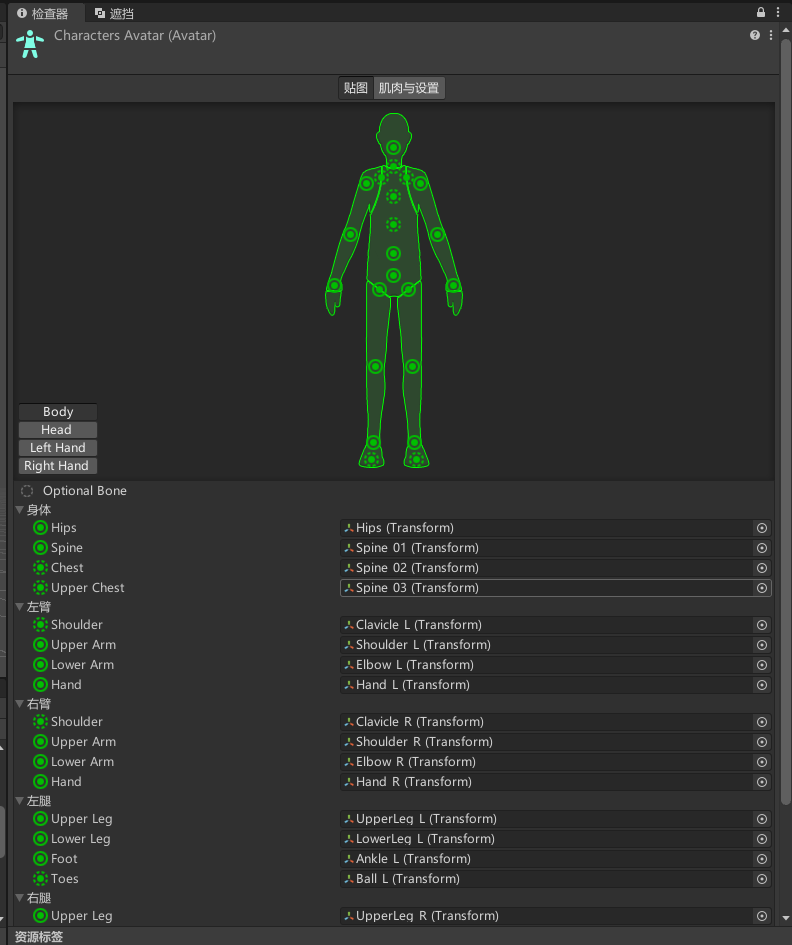 检查器 遮挡
Characters Avatar (Avatar)
贴图 肌肉与设置
Body
Head
Left Hand
Right Hand
Optional Bone
身体
Hips Hips (Transform)
Spine Spine 01 (Transform)
Chest Spine 02 (Transform)
Upper Chest Spine 03 (Transform)
左臂
Shoulder Clavicle L (Transform)
Upper Arm Shoulder L (Transform)
Lower Arm Elbow L (Transform)
Hand Hand L (Transform)
右臂
Shoulder Clavicle R (Transform)
Upper Arm Shoulder R (Transform)
Lower Arm Elbow R (Transform)
Hand Hand R (Transform)
左腿
Upper Leg UpperLeg L (Transform)
Lower Leg LowerLeg L (Transform)
Foot Ankle L (Transform)
Toes Ball L (Transform)
右腿
Upper Leg UpperLeg R (Transform)
资源标签